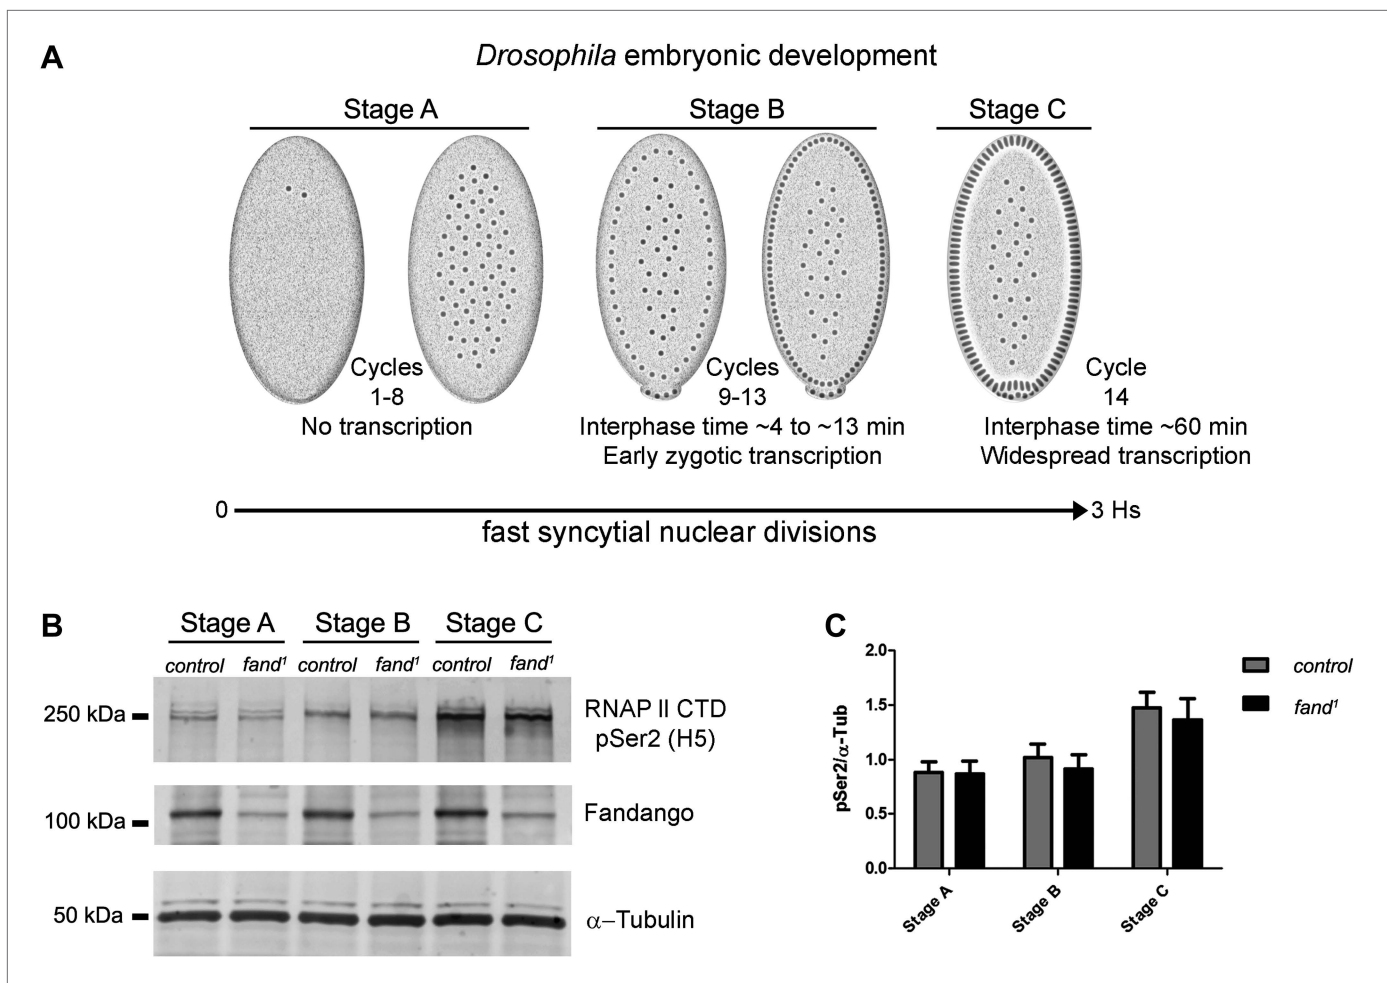 A
Drosophila embryonic development
Stage A
Stage B
Stage C
Cycles
1-8
No transcription
Cycles
9-13
Interphase time ~4 to ~13 min
Early zygotic transcription
Cycle
14
Interphase time ~60 min
Widespread transcription
0
3 Hs
fast syncytial nuclear divisions
B
Stage A
Stage B
Stage C
control
fand¹
control
fand¹
control
fand¹
250 kDa
RNAP II CTD
pSer2 (H5)
100 kDa
Fandango
50 kDa
α–Tubulin
C
2.0
1.5
1.0
0.5
0.0
pSer2/α-Tub
Stage A
Stage B
Stage C
control
fand¹